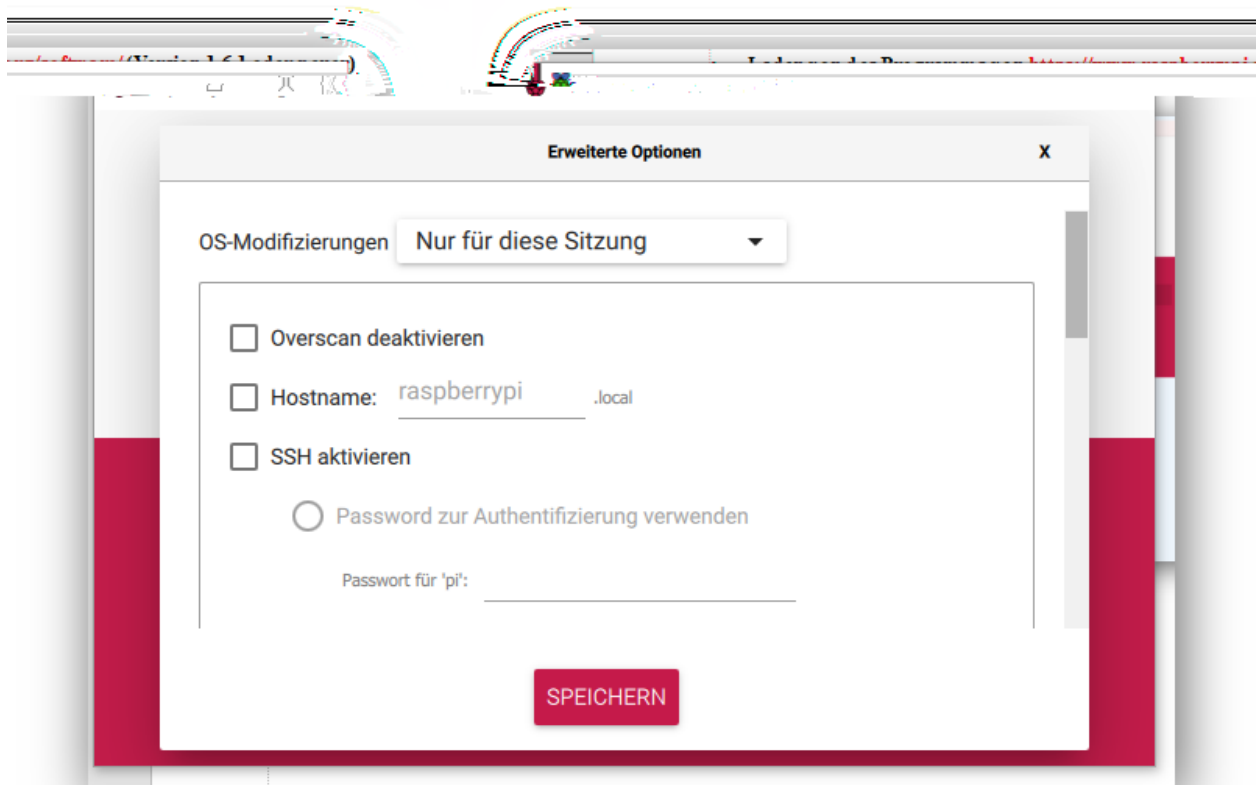 Erweiterte Optionen X
OS-Modifizierungen Nur für diese Sitzung
Overscan deaktivieren
Hostname: raspberrypi .local
SSH aktivieren
Password zur Authentifizierung verwenden
Passwort für 'pi':
SPEICHERN